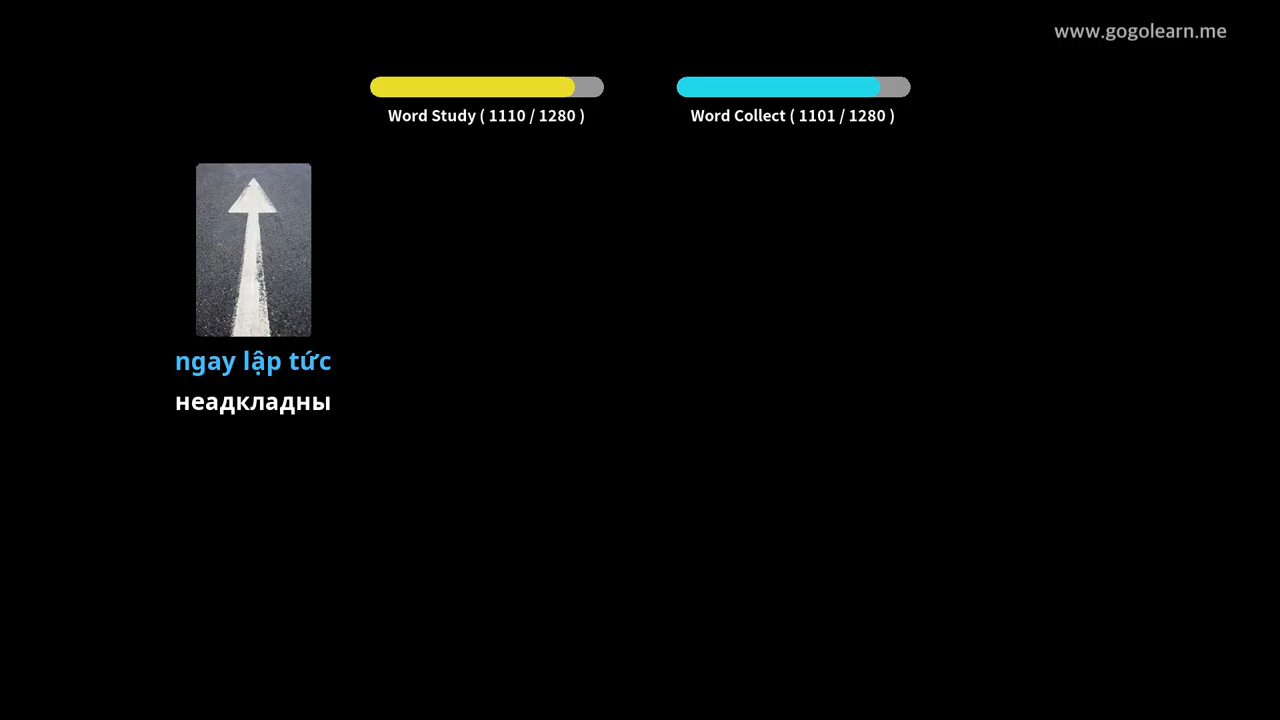 www.gogolearn.me
Word Study ( 1110 / 1280 )
Word Collect ( 1101 / 1280 )
ngay lập tức
неадкладны